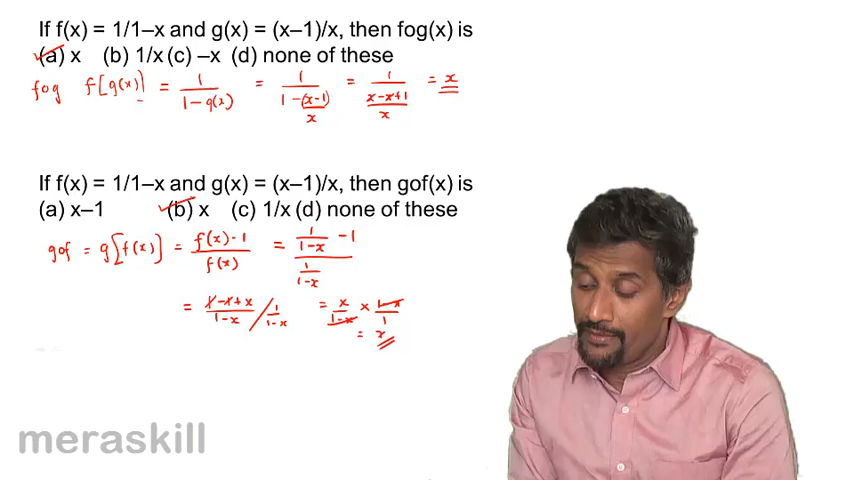 If f(x) = 1/1–x and g(x) = (x–1)/x, then fog(x) is
(a) x (b) 1/x (c) –x (d) none of these
fog f[g(x)] = 1/(1-g(x)) = 1/(1-(x-1)/x) = 1/((x-x+1)/x) = x
If f(x) = 1/1–x and g(x) = (x–1)/x, then gof(x) is
(a) x–1 (b) x (c) 1/x (d) none of these
gof = g[f(x)] = (f(x)-1)/f(x) = (1/(1-x) -1)/(1/(1-x))
= (1-1+x)/(1-x) / 1/(1-x) = x/(1-x) × (1-x)/1
= x
meraskill